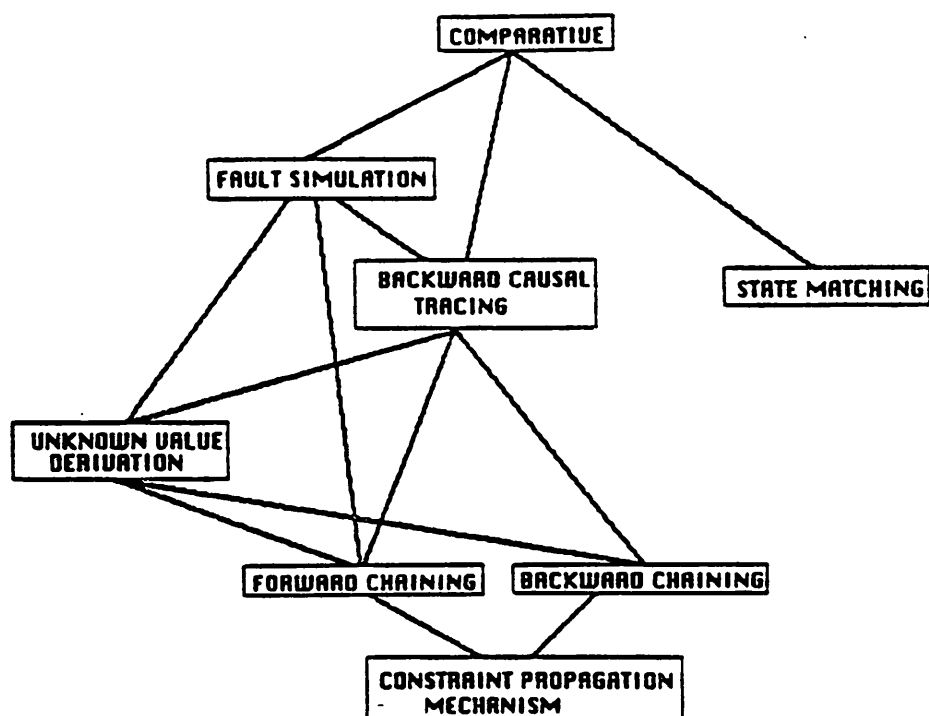 COMPARATIVE
FAULT SIMULATION
BACKWARD CAUSAL
TRACING
STATE MATCHING
UNKNOWN VALUE
DERIVATION
FORWARD CHAINING
BACKWARD CHAINING
CONSTRAINT PROPAGATION
MECHANISM